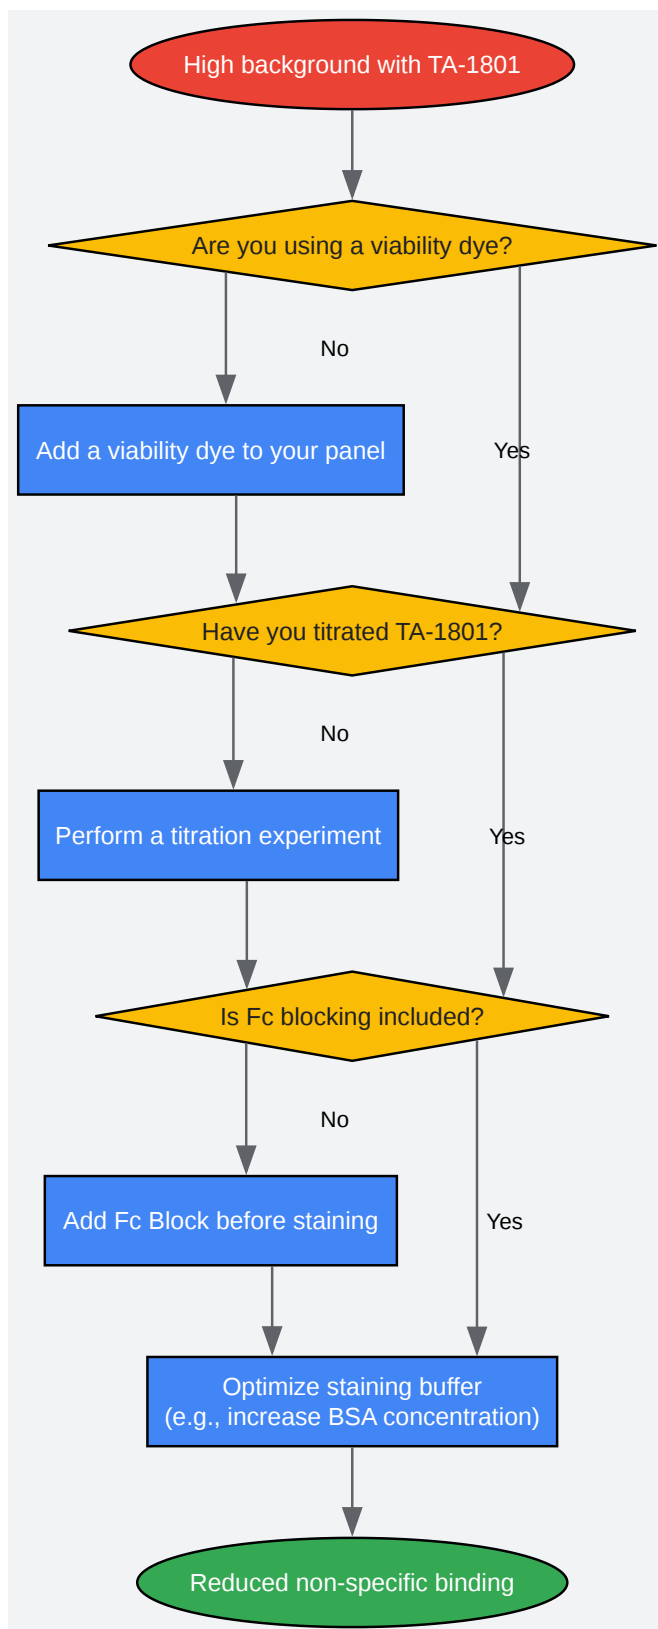 High background with TA-1801
Are you using a viability dye?
No
Add a viability dye to your panel
Yes
Have you titrated TA-1801?
No
Perform a titration experiment
Yes
Is Fc blocking included?
No
Add Fc Block before staining
Yes
Optimize staining buffer
(e.g., increase BSA concentration)
Reduced non-specific binding